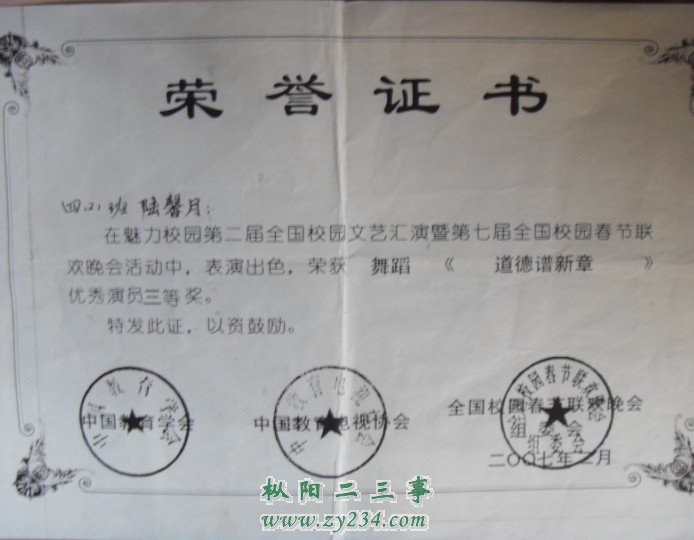 荣誉证书
四(2)班 陆馨月:
在魅力校园第二届全国校园文艺汇演暨第七届全国校园春节联
欢晚会活动中，表演出色，荣获 舞蹈 《 道德谱新章 》
优秀演员三等奖。
特发此证，以资鼓励。
中国教育学会 中国教育电视协会 全国校园春节联欢晚会
组委会
二〇〇七年二月
枞阳二三事
www.zy234.com